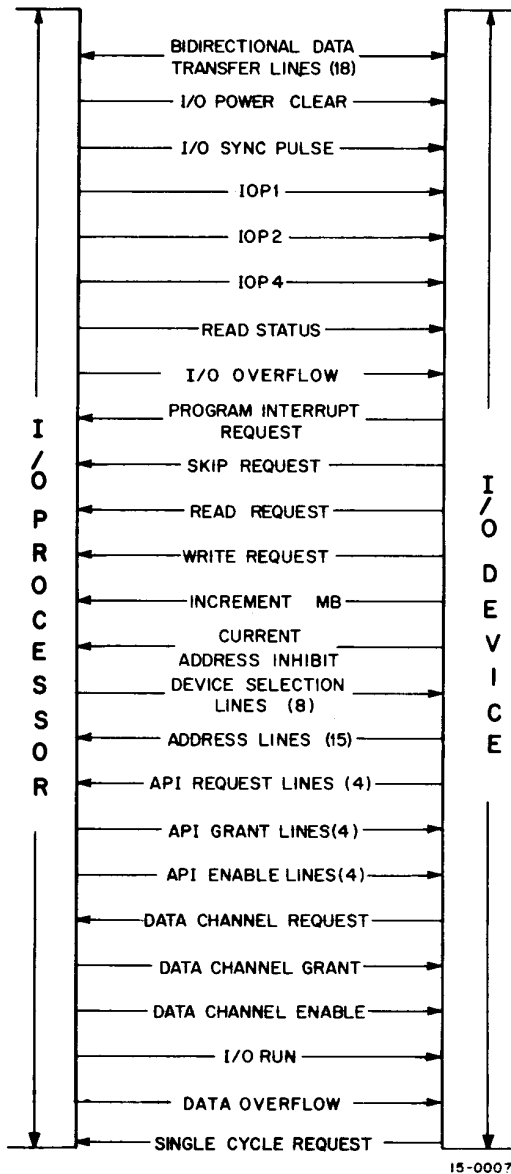 BIDIRECTIONAL DATA
TRANSFER LINES (18)
I/O POWER CLEAR
I/O SYNC PULSE
IOP1
IOP2
IOP4
READ STATUS
I/O OVERFLOW
PROGRAM INTERRUPT
REQUEST
SKIP REQUEST
READ REQUEST
WRITE REQUEST
INCREMENT MB
CURRENT
ADDRESS INHIBIT
DEVICE SELECTION
LINES (8)
ADDRESS LINES (15)
API REQUEST LINES (4)
API GRANT LINES(4)
API ENABLE LINES(4)
DATA CHANNEL REQUEST
DATA CHANNEL GRANT
DATA CHANNEL ENABLE
I/O RUN
DATA OVERFLOW
SINGLE CYCLE REQUEST
I/O PROCESSOR
I/O DEVICE
15-0007